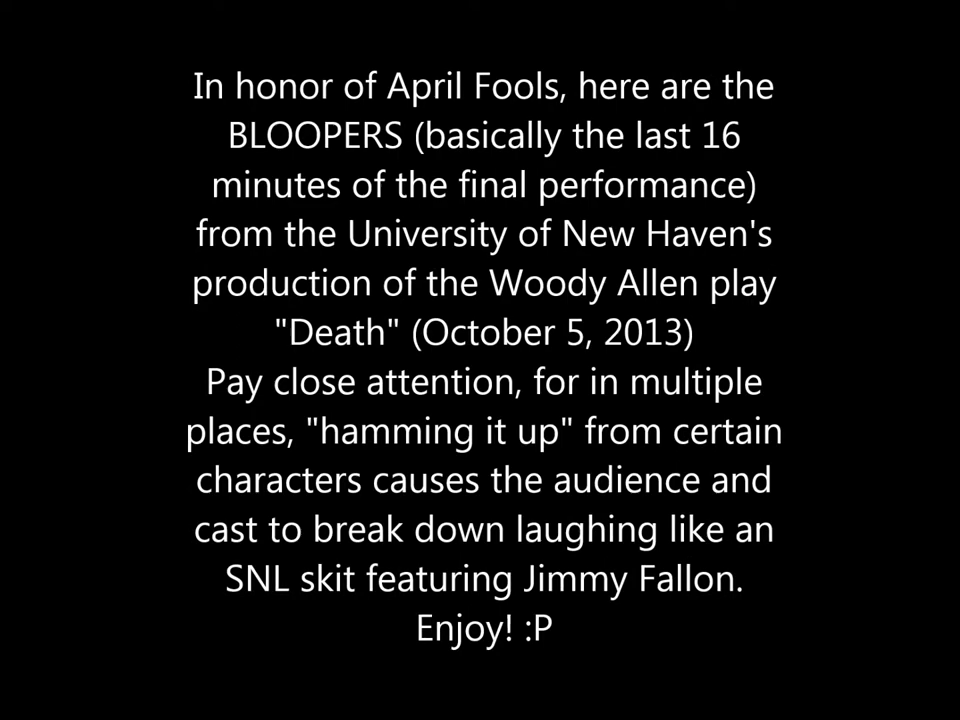 In honor of April Fools, here are the
BLOOPERS (basically the last 16
minutes of the final performance)
from the University of New Haven's
production of the Woody Allen play
"Death" (October 5, 2013)
Pay close attention, for in multiple
places, "hamming it up" from certain
characters causes the audience and
cast to break down laughing like an
SNL skit featuring Jimmy Fallon.
Enjoy! :P